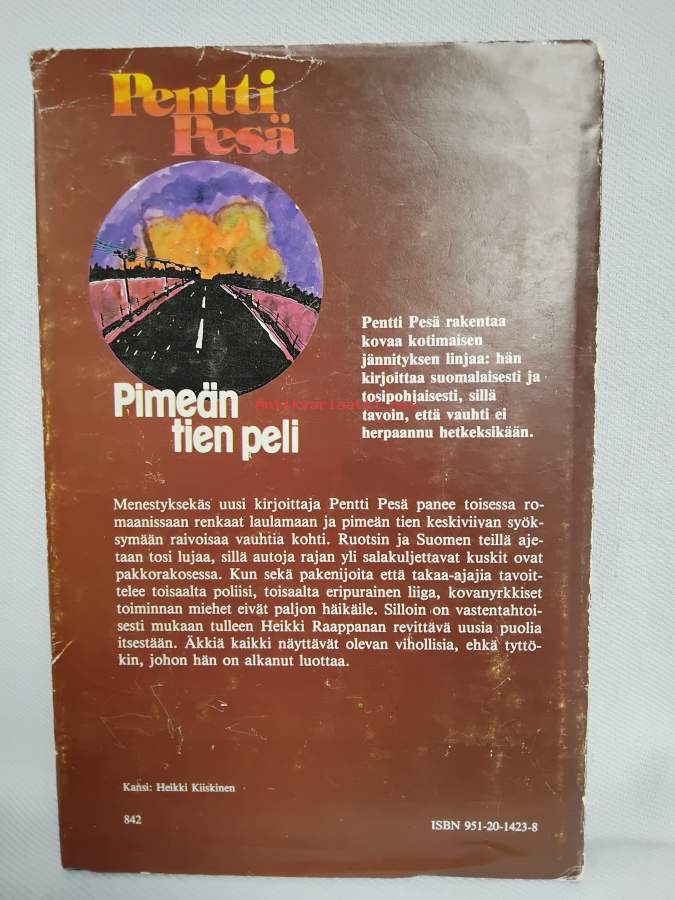 Pentti
Pesä
Pentti Pesä rakentaa
kovaa kotimaisen
jännityksen linjaa: hän
kirjoittaa suomalaisesti ja
tosipohjaisesti, sillä
tavoin, että vauhti ei
herpaannu hetkeksikään.
Pimeän
tien peli
Menestyksekäs uusi kirjoittaja Pentti Pesä panee toisessa ro-
maanissaan renkaat laulamaan ja pimeän tien keskiviivan syök-
symään raivoisaa vauhtia kohti. Ruotsin ja Suomen teillä aje-
taan tosi lujaa, sillä autoja rajan yli salakuljettavat kuskit ovat
pakkorakosessa. Kun sekä pakenijoita että takaa-ajajia tavoit-
telee toisaalta poliisi, toisaalta eripurainen liiga, kovanyrkkiset
toiminnan miehet eivät paljon häikäile. Silloin on vastentahtoi-
sesti mukaan tulleen Heikki Raappanan revittävä uusia puolia
itsestään. Äkkiä kaikki näyttävät olevan vihollisia, ehkä tyttö-
kin, johon hän on alkanut luottaa.
Kansi: Heikki Kiiskinen
842
ISBN 951-20-1423-8